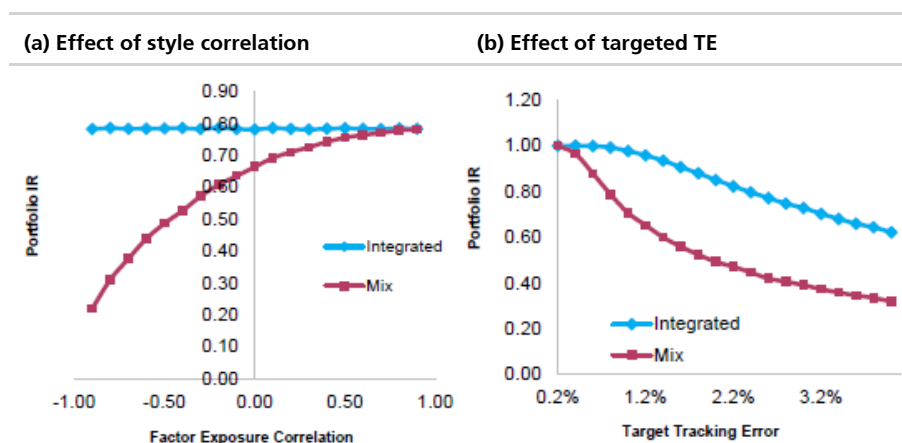 (a) Effect of style correlation
(b) Effect of targeted TE
0.90
0.80
0.70
0.60
0.50
0.40
0.30
0.20
0.10
0.00
-1.00 -0.50 0.00 0.50 1.00
Portfolio IR
Factor Exposure Correlation
Integrated
Mix
1.20
1.00
0.80
0.60
0.40
0.20
0.00
0.2% 1.2% 2.2% 3.2%
Portfolio IR
Target Tracking Error
Integrated
Mix